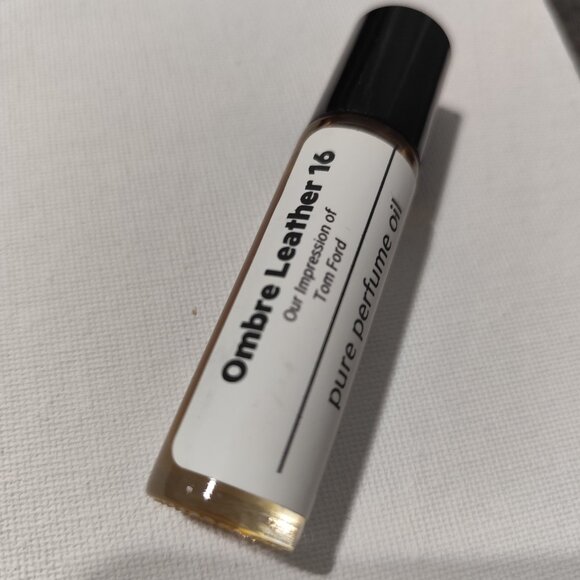 Ombre Leather 16
Our Impression of
Tom Ford
pure perfume oil